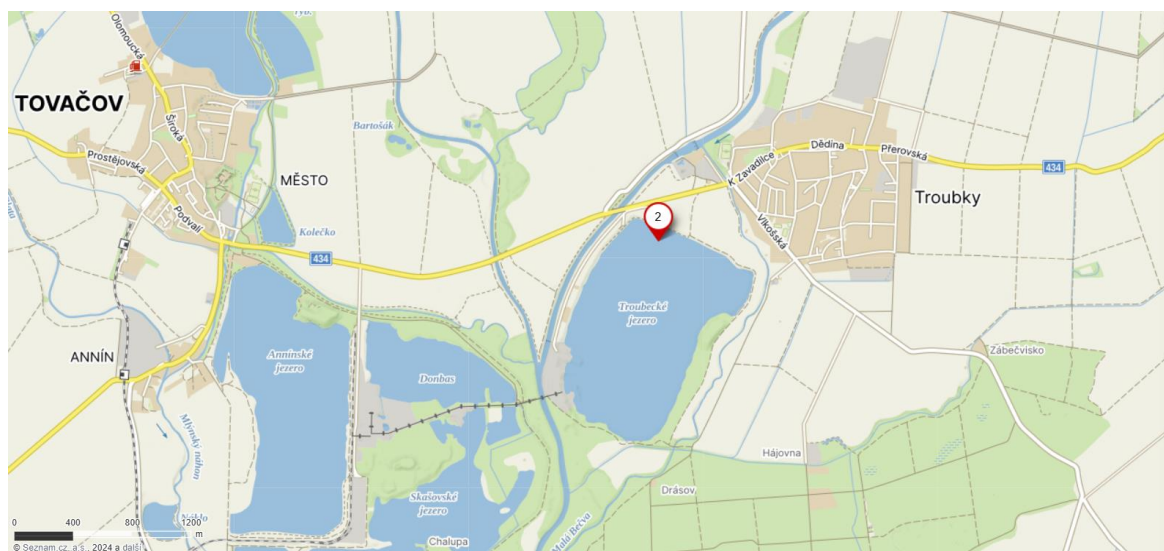 Olomoucká
TOVAČOV
Široká
Prostějovská
Podvalí
MĚSTO
Kolečko
Bartošák
434
ANNÍN
Annínské
jezero
Donbas
Mlýnský náhon
Náklo
Skašovské
jezero
Chalupa
Malá Bečva
2
Troubecké
jezero
K Zavadilce
Dědina
Přerovská
434
Troubky
Vlkošská
Zábečvisko
Hájovna
Drásov
0 400 800 1200
m
© Seznam.cz, a.s., 2024 a další